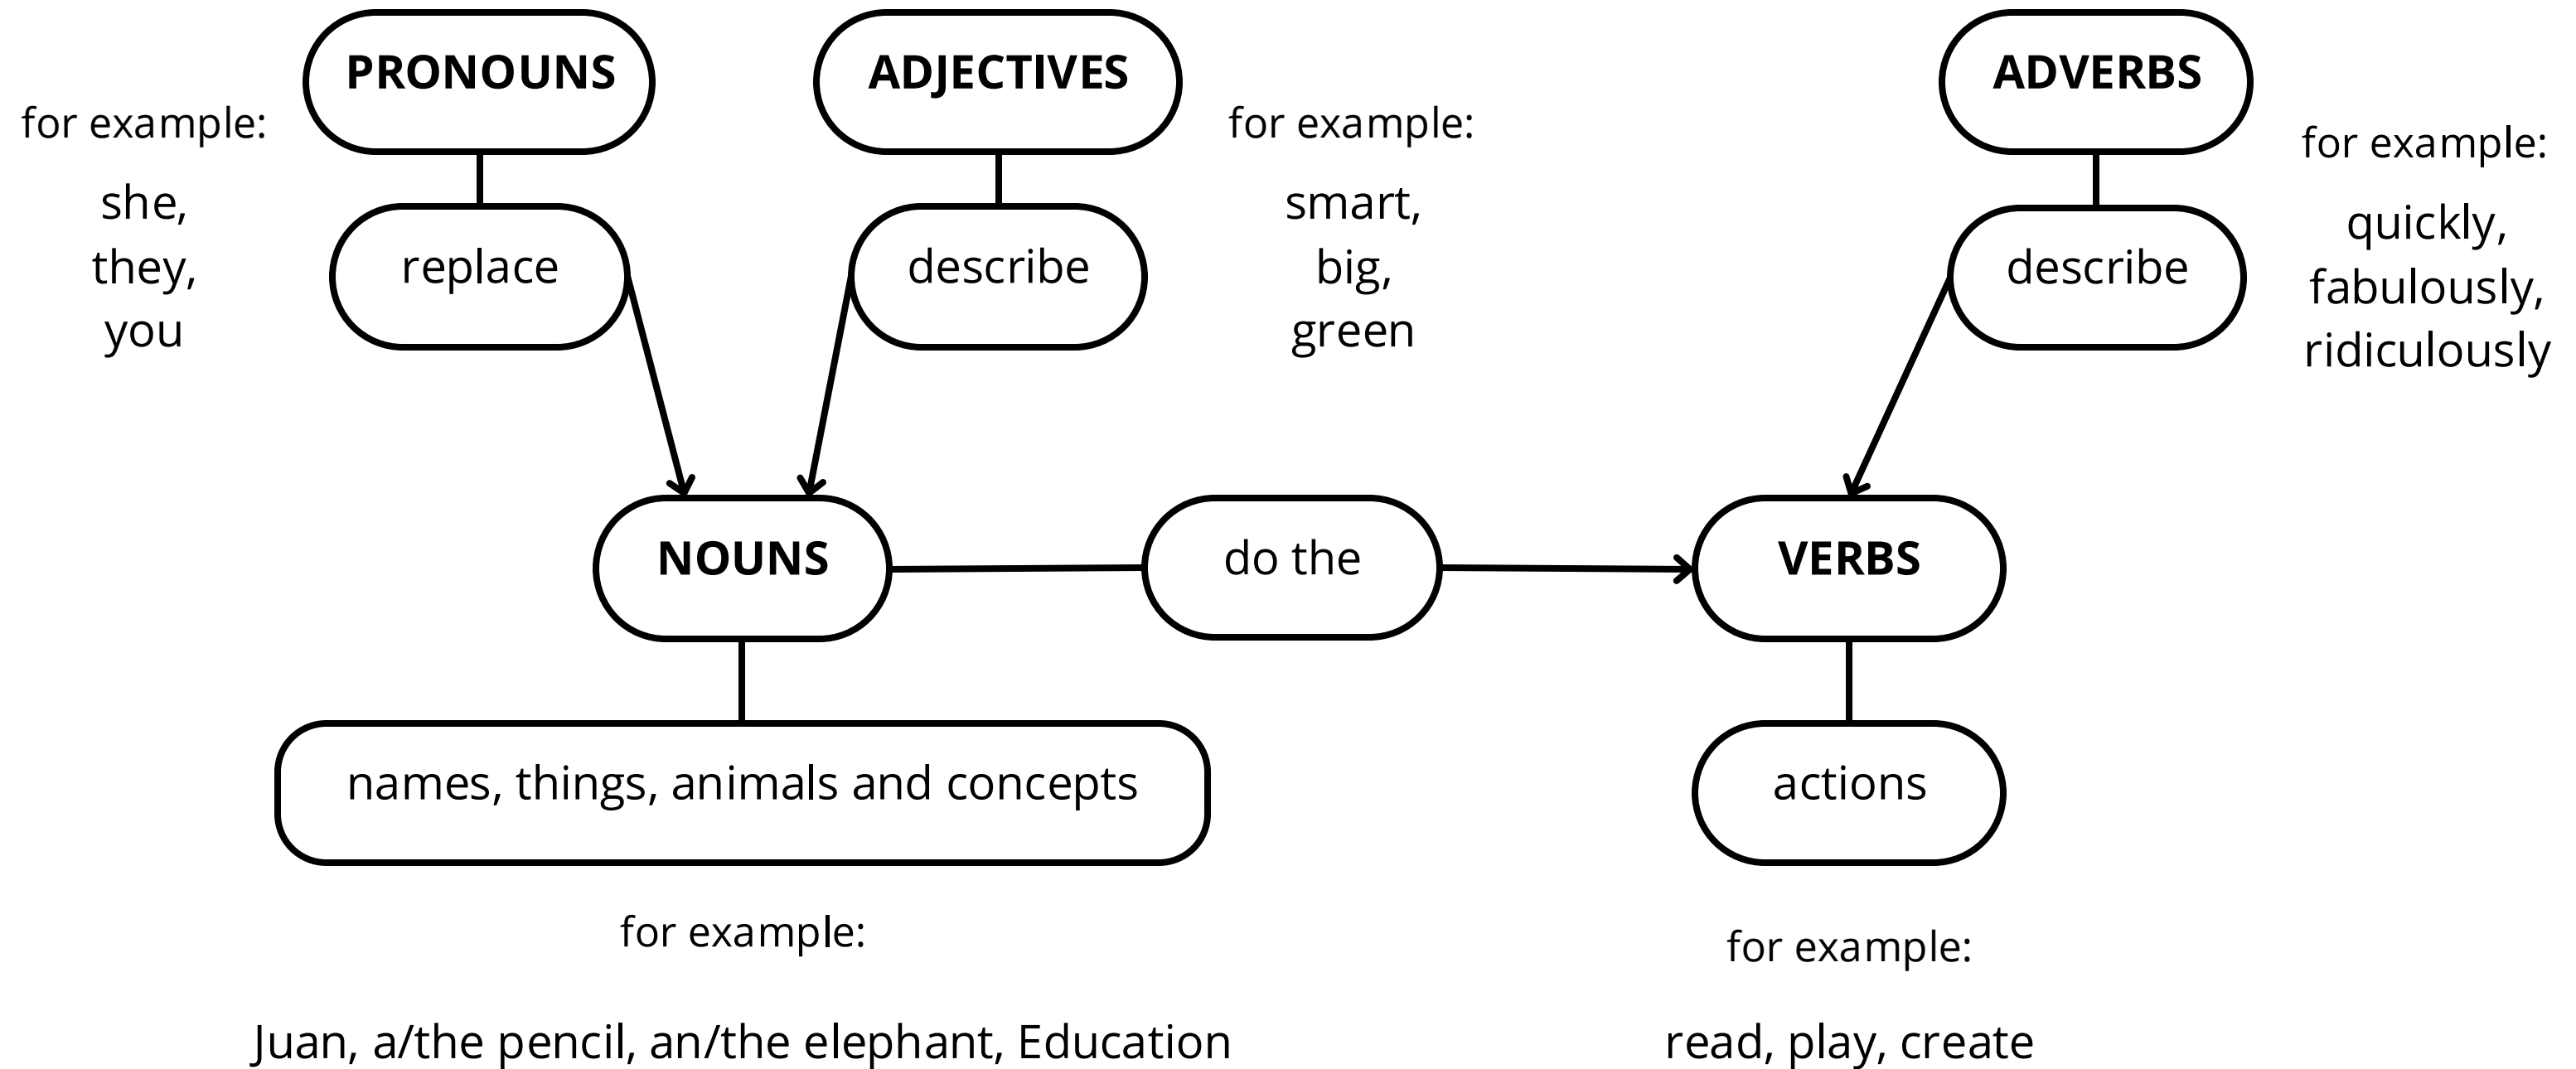 PRONOUNS
for example:
she,
they,
you
replace
ADJECTIVES
for example:
smart,
big,
green
describe
ADVERBS
for example:
quickly,
fabulously,
ridiculously
describe
NOUNS
do the
VERBS
names, things, animals and concepts
for example:
Juan, a/the pencil, an/the elephant, Education
actions
for example:
read, play, create